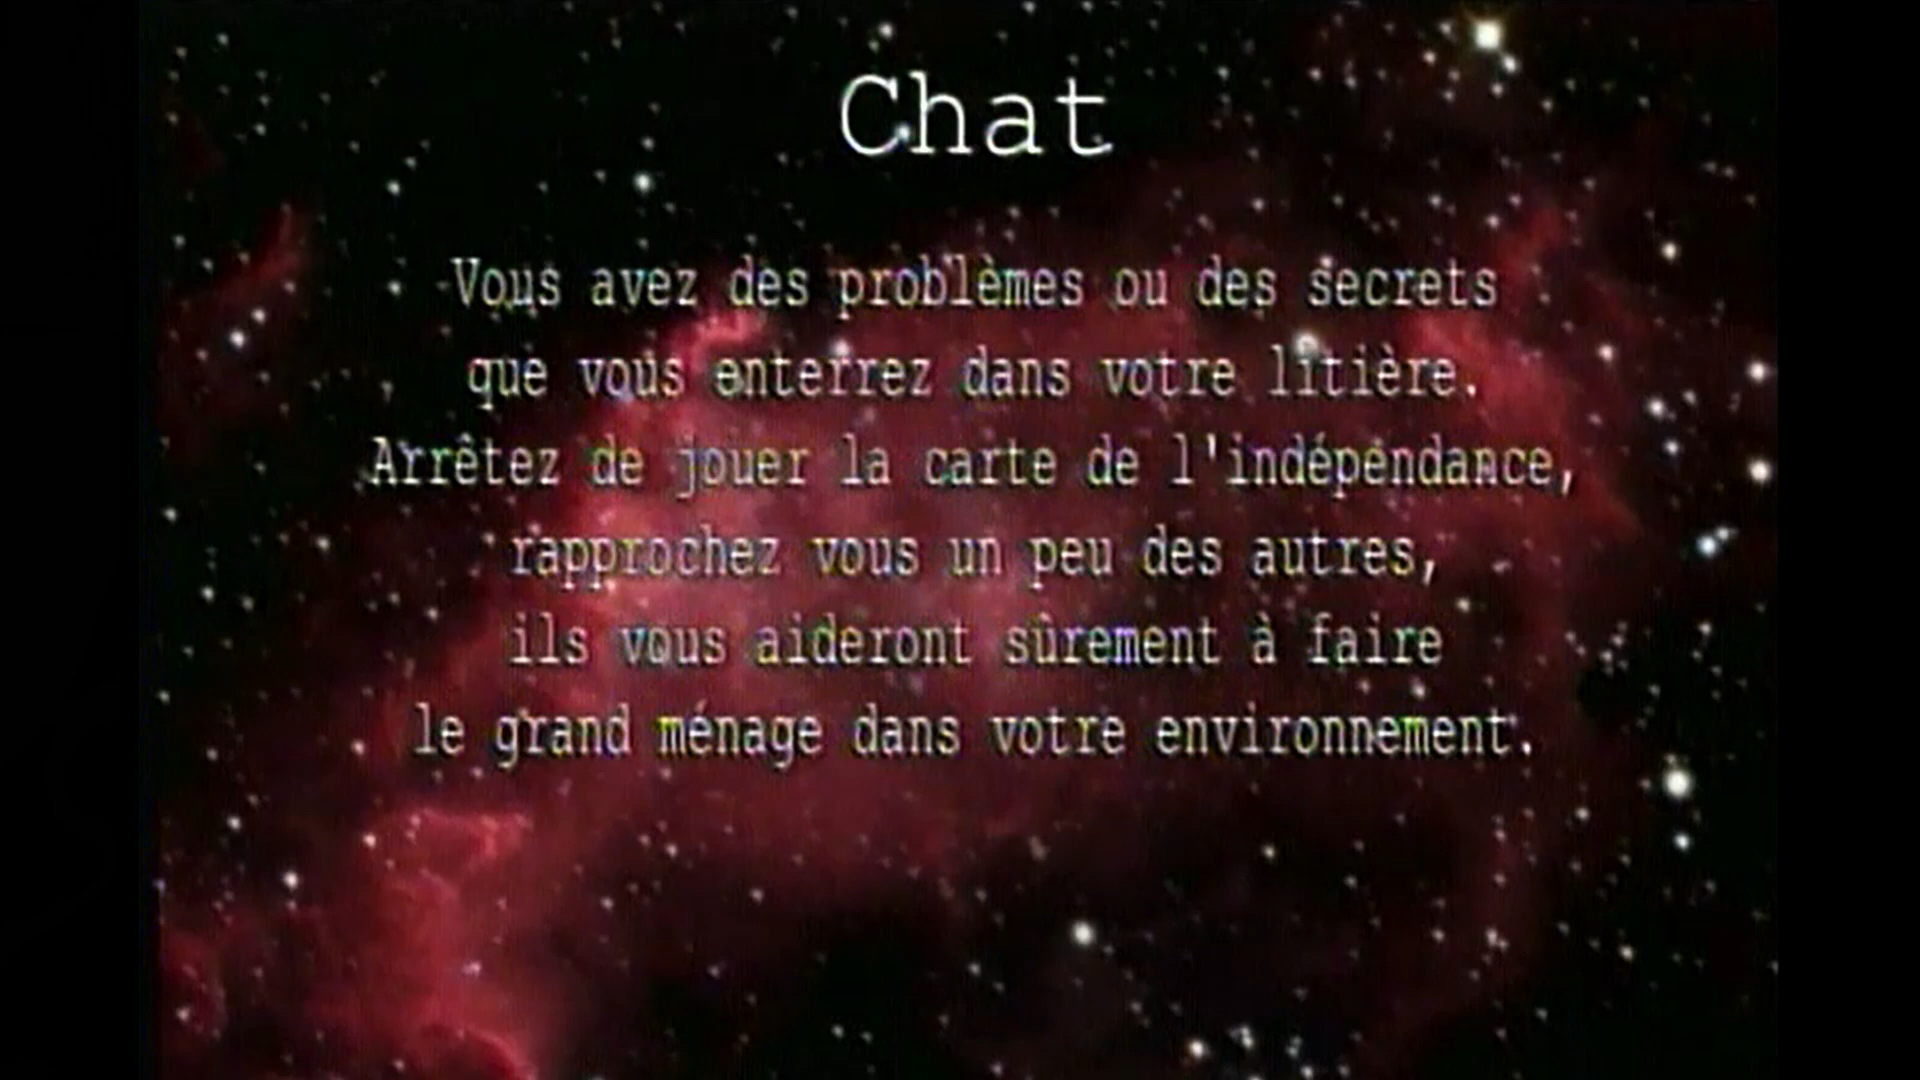 Chat
Vous avez des problèmes ou des secrets
que vous enterrez dans votre litière.
Arrêtez de jouer la carte de l'indépendance,
rapprochez vous un peu des autres,
ils vous aideront sûrement à faire
le grand ménage dans votre environnement.